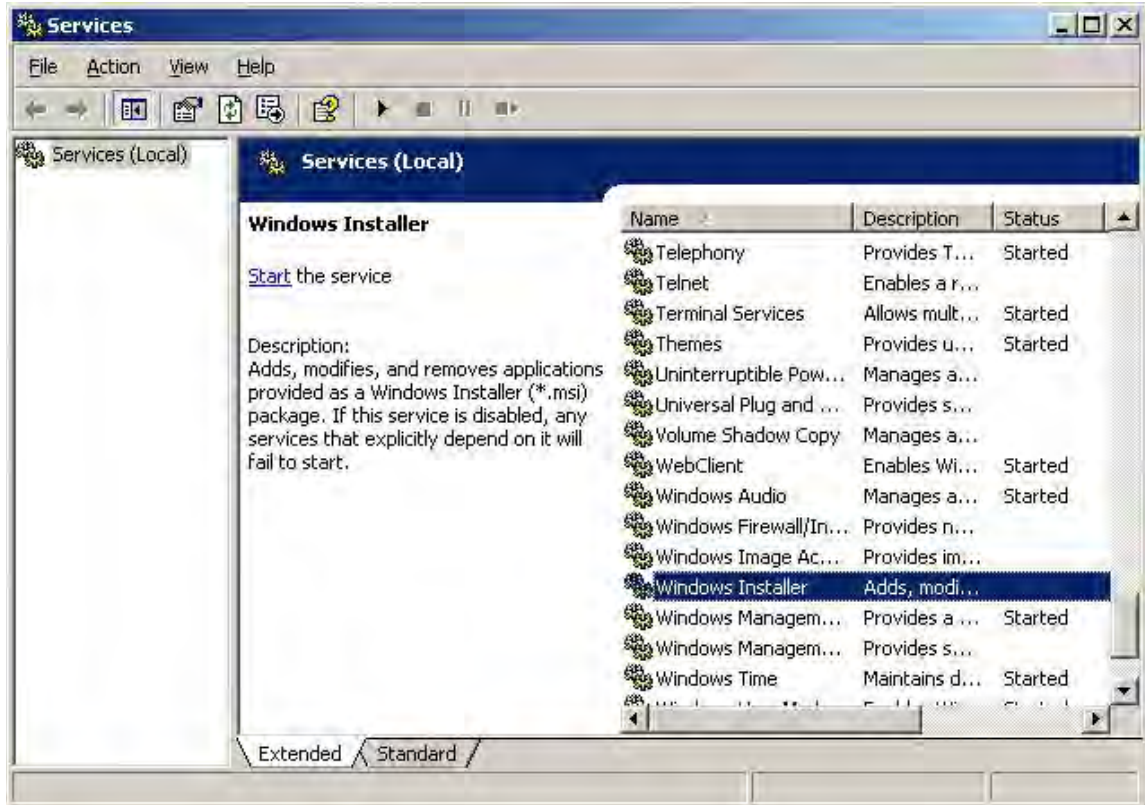 Services
File Action View Help
Services (Local)
Services (Local)
Windows Installer
Start the service
Description:
Adds, modifies, and removes applications
provided as a Windows Installer (*.msi)
package. If this service is disabled, any
services that explicitly depend on it will
fail to start.
Name Description Status
Telephony Provides T... Started
Telnet Enables a r...
Terminal Services Allows mult... Started
Themes Provides u... Started
Uninterruptible Pow... Manages a...
Universal Plug and ... Provides s...
Volume Shadow Copy Manages a...
WebClient Enables Wi... Started
Windows Audio Manages a... Started
Windows Firewall/In... Provides n...
Windows Image Ac... Provides im...
Windows Installer Adds, modi...
Windows Managem... Provides a ... Started
Windows Managem... Provides s...
Windows Time Maintains d... Started
Extended Standard